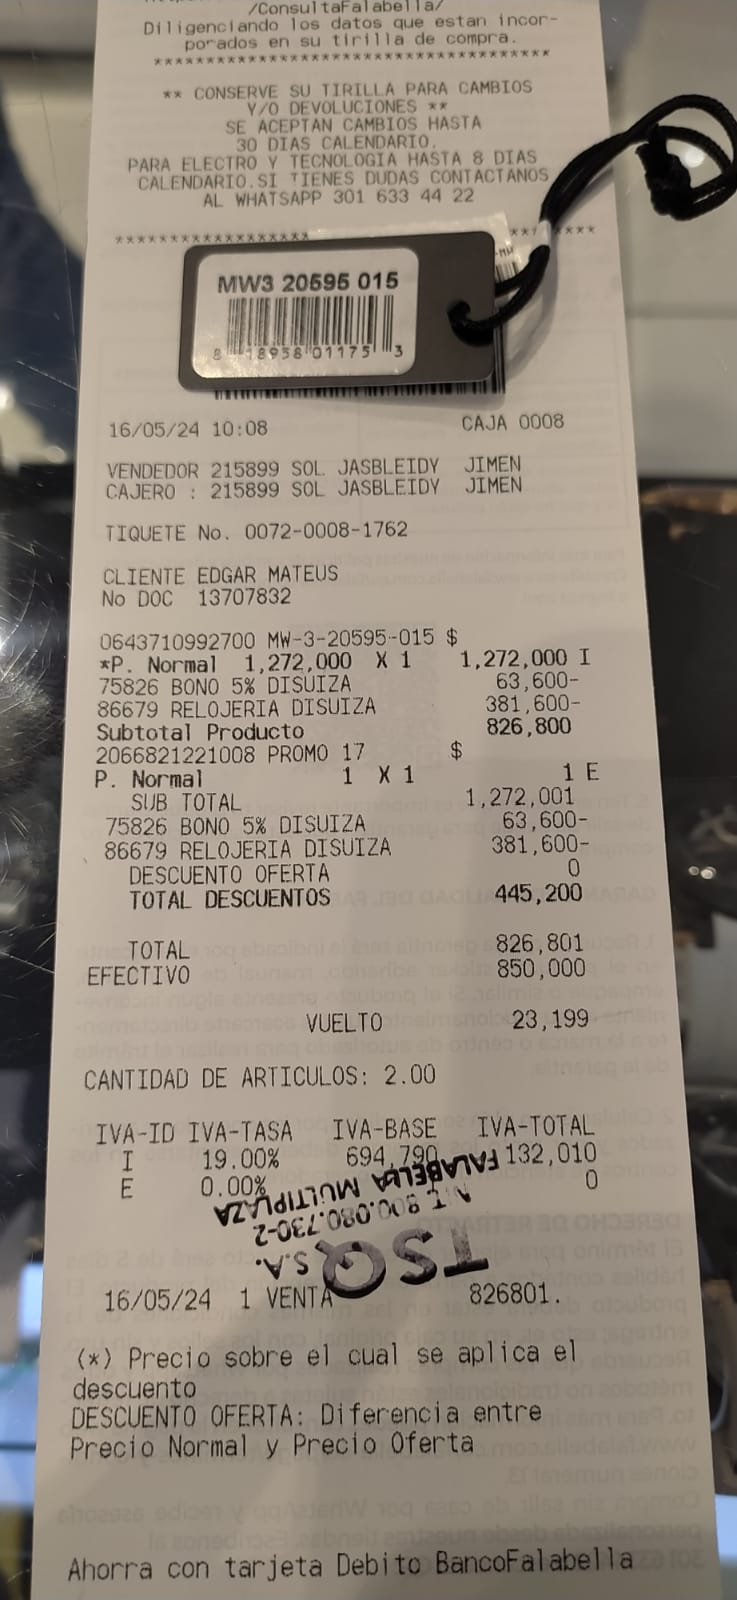 /ConsultaFalabella/
Diligenciando los datos que estan incor-
porados en su tirilla de compra.
****************************************
** CONSERVE SU TIRILLA PARA CAMBIOS
Y/O DEVOLUCIONES **
SE ACEPTAN CAMBIOS HASTA
30 DIAS CALENDARIO.
PARA ELECTRO Y TECNOLOGIA HASTA 8 DIAS
CALENDARIO.SI TIENES DUDAS CONTACTANOS
AL WHATSAPP 301 633 44 22
MW3 20595 015
8 18958 01175 3
16/05/24 10:08 CAJA 0008
VENDEDOR 215899 SOL JASBLEIDY JIMEN
CAJERO : 215899 SOL JASBLEIDY JIMEN
TIQUETE No. 0072-0008-1762
CLIENTE EDGAR MATEUS
No DOC 13707832
0643710992700 MW-3-20595-015 $
*P. Normal 1,272,000 X 1 1,272,000 I
75826 BONO 5% DISUIZA 63,600-
86679 RELOJERIA DISUIZA 381,600-
Subtotal Producto 826,800
2066821221008 PROMO 17 $
P. Normal 1 X 1 1 E
SUB TOTAL 1,272,001
75826 BONO 5% DISUIZA 63,600-
86679 RELOJERIA DISUIZA 381,600-
DESCUENTO OFERTA 0
TOTAL DESCUENTOS 445,200
TOTAL 826,801
EFECTIVO 850,000
VUELTO 23,199
CANTIDAD DE ARTICULOS: 2.00
IVA-ID IVA-TASA IVA-BASE IVA-TOTAL
I 19.00% 694,790 132,010
E 0.00% 0
FALABELLA MULTIPLAZA
NIT. 800.080.730-2
TSQ S.A.
16/05/24 1 VENTA 826801.
(*) Precio sobre el cual se aplica el
descuento
DESCUENTO OFERTA: Diferencia entre
Precio Normal y Precio Oferta
Ahorra con tarjeta Debito BancoFalabella